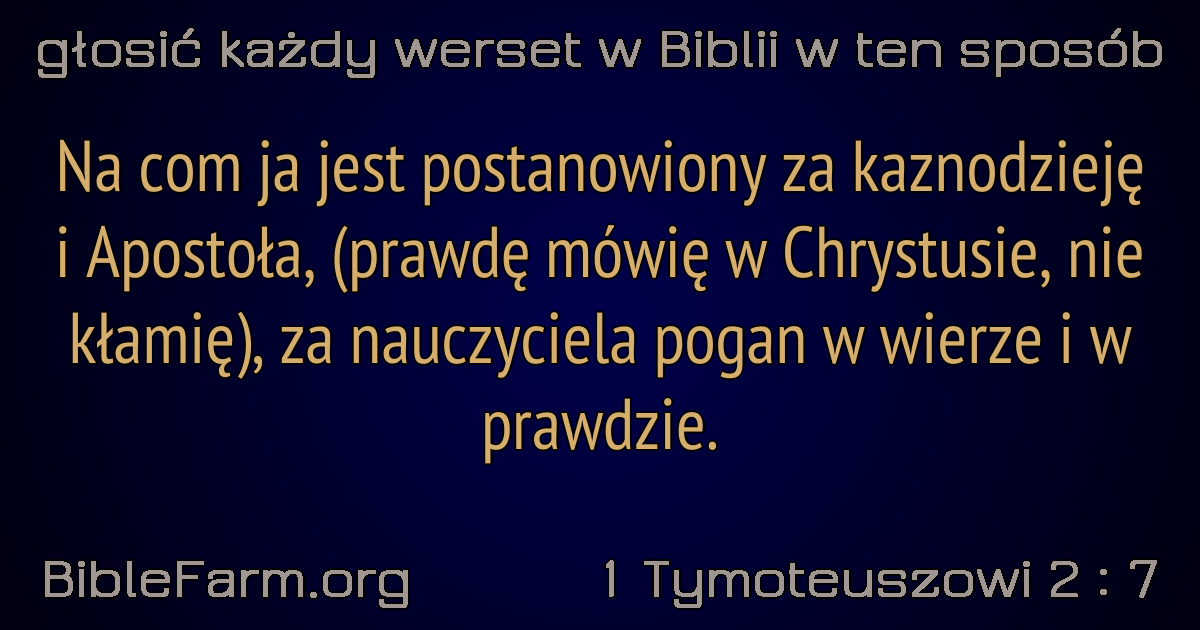 głosić każdy werset w Biblii w ten sposób
Na com ja jest postanowiony za kaznodzieję
i Apostoła, (prawdę mówię w Chrystusie, nie
kłamię), za nauczyciela pogan w wierze i w
prawdzie.
BibleFarm.org 1 Tymoteuszowi 2 : 7